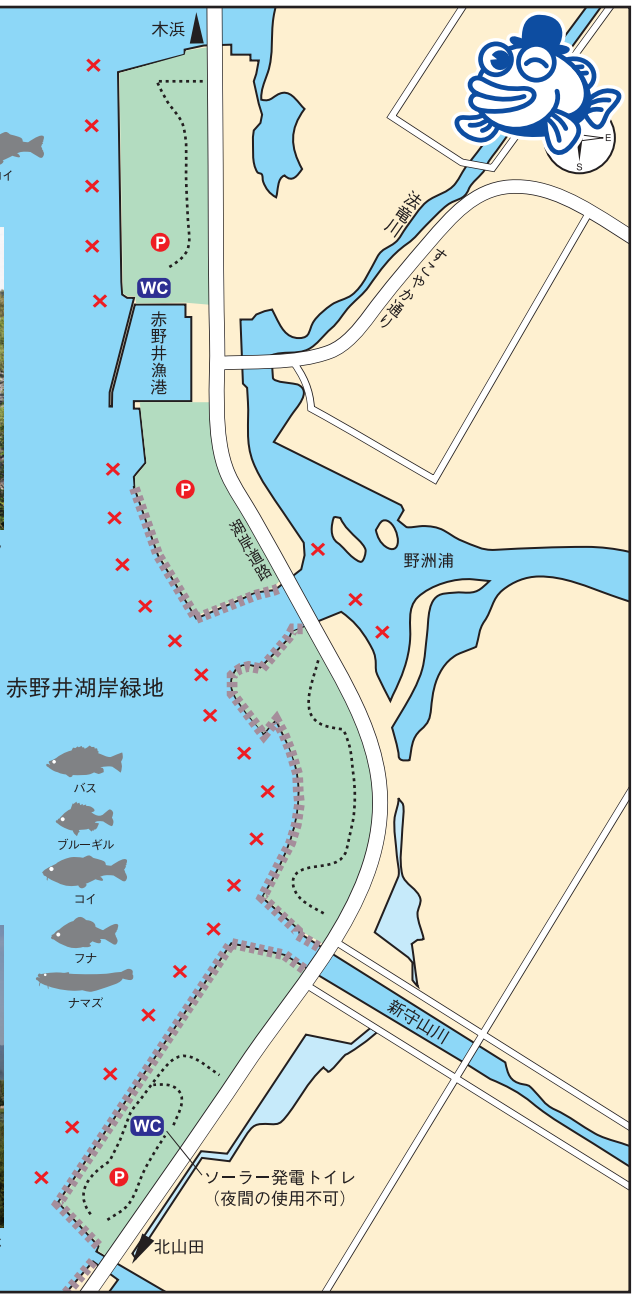 木浜
E
S
イ
法竜川
すこやか通り
P
WC
赤野井漁港
P
湖岸道路
野洲浦
赤野井湖岸緑地
バス
ブルーギル
コイ
フナ
ナマズ
新守山川
WC
P
ソーラー発電トイレ
（夜間の使用不可）
北山田